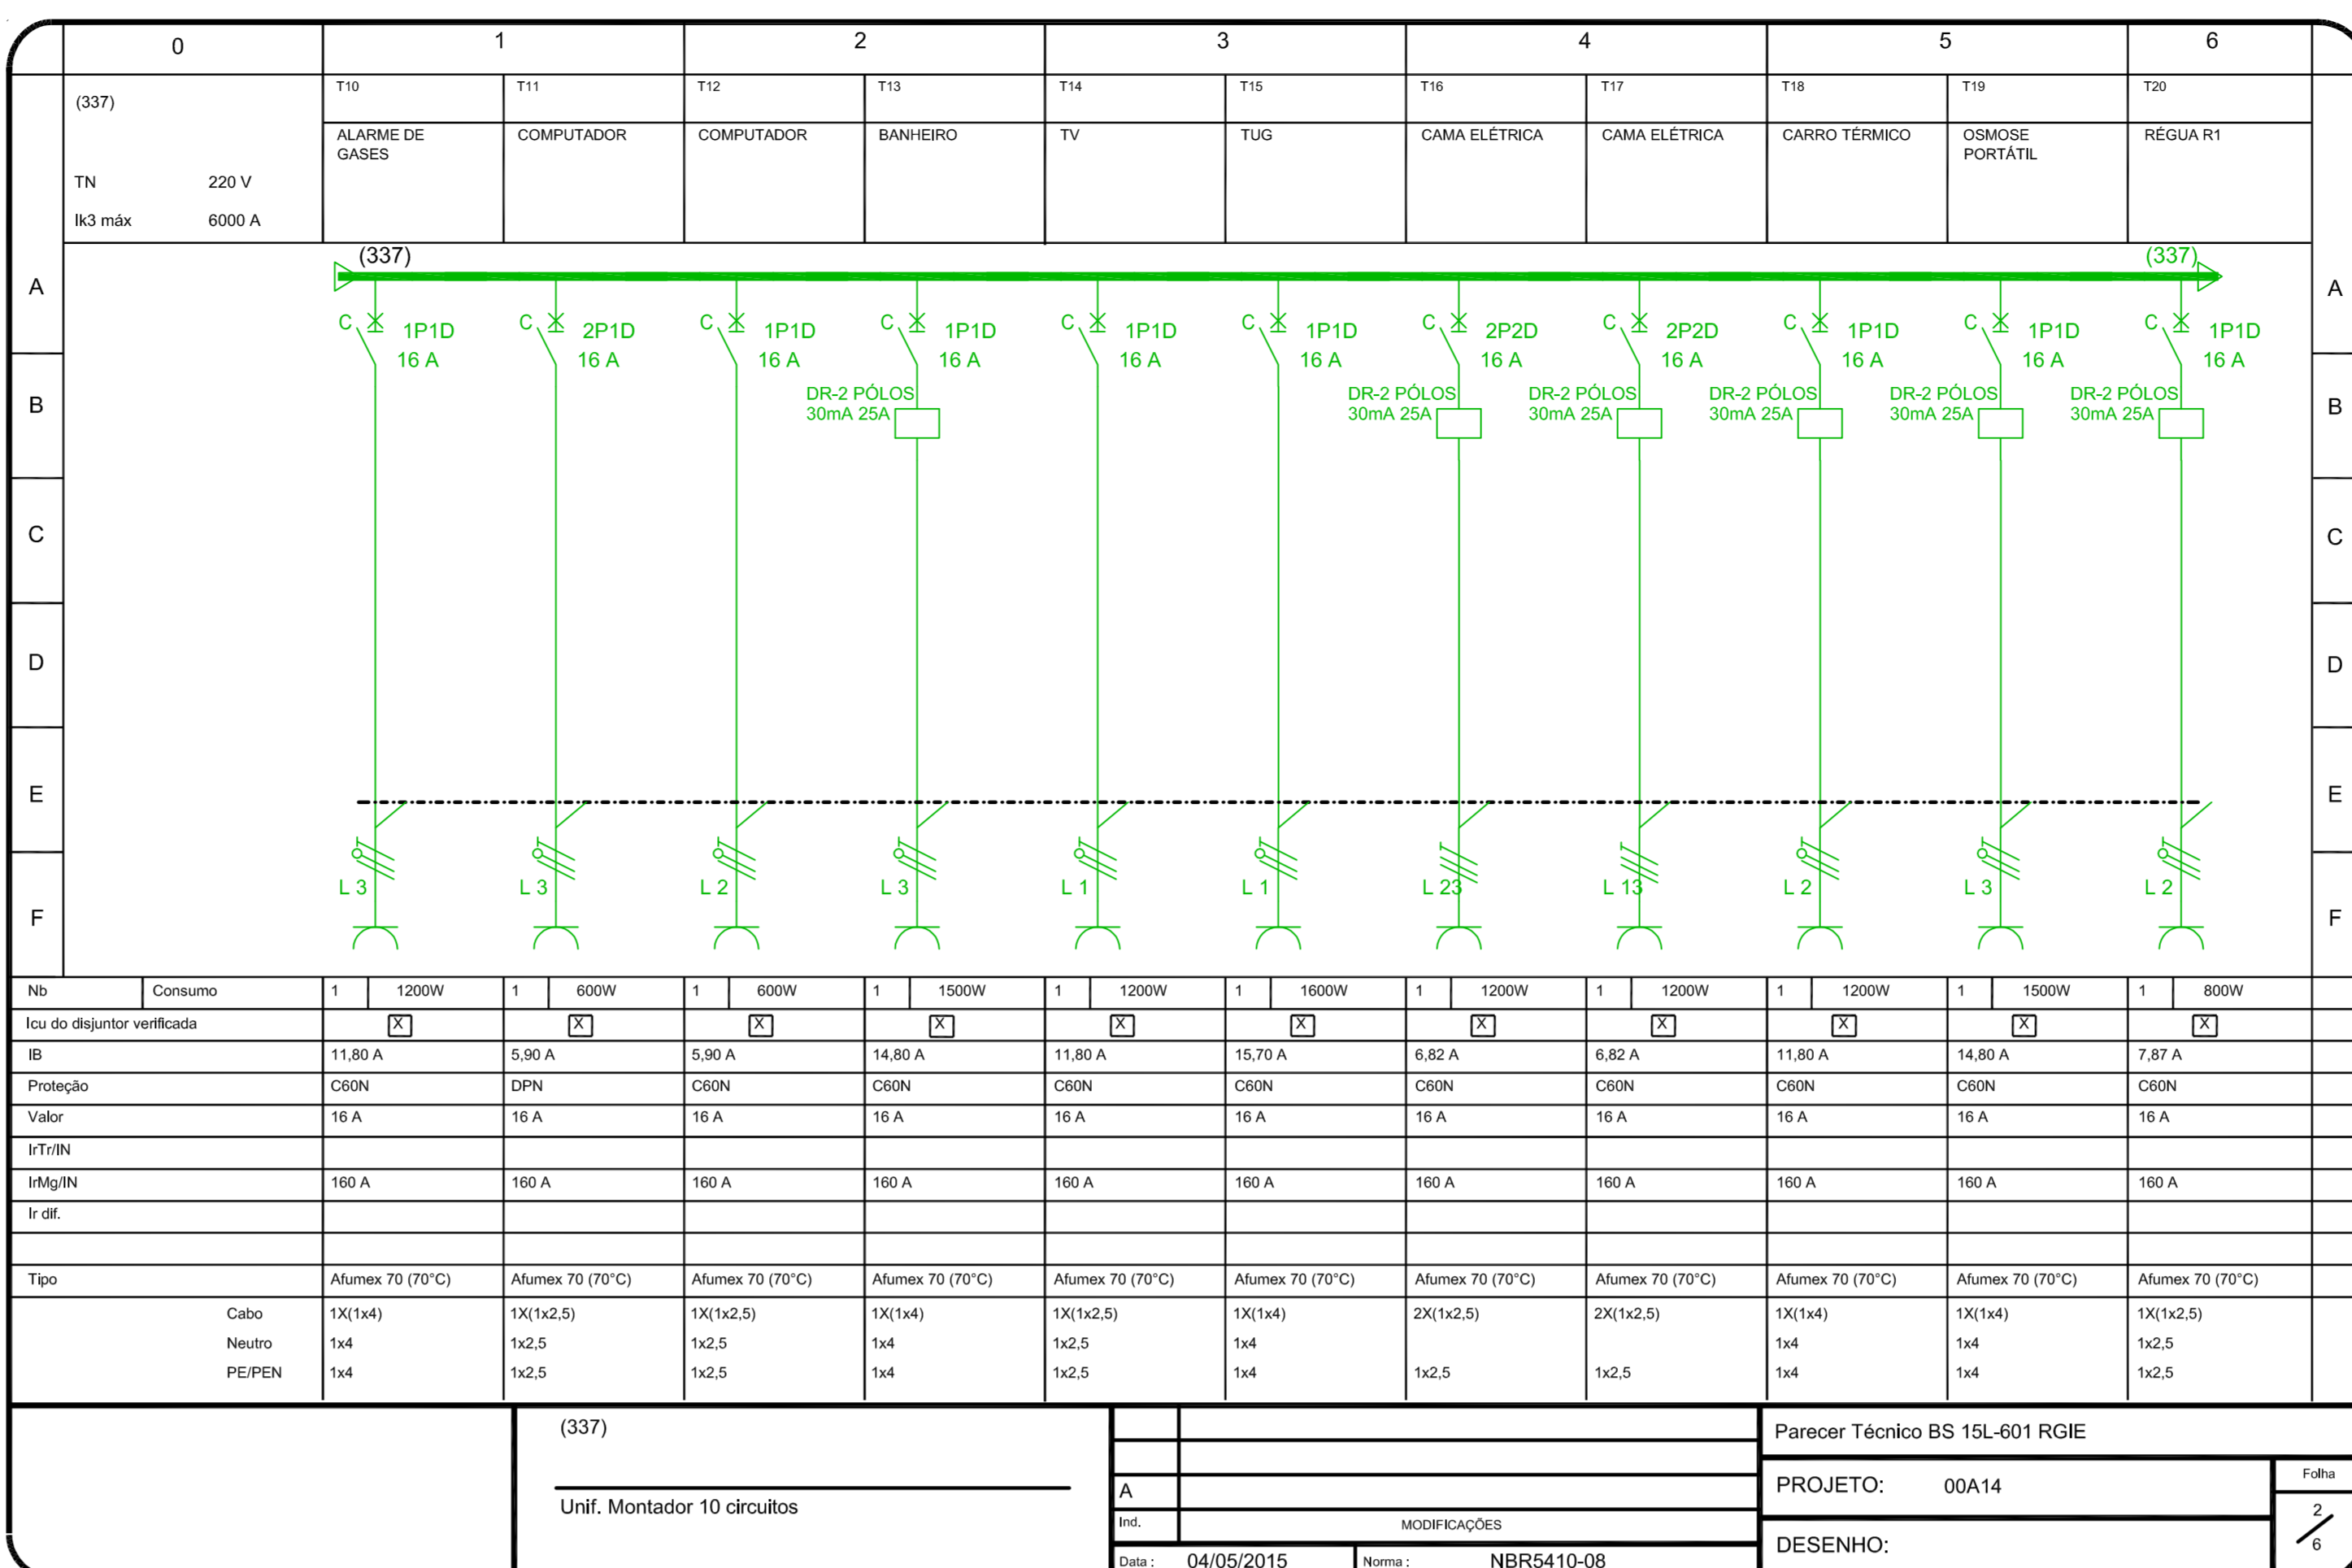 0 1 2 3 4 5 6
(337) T10 T11 T12 T13 T14 T15 T16 T17 T18 T19 T20
ALARME DE COMPUTADOR COMPUTADOR BANHEIRO TV TUG CAMA ELÉTRICA CAMA ELÉTRICA CARRO TÉRMICO OSMOSE RÉGUA R1
GASES PORTÁTIL
TN 220 V
Ik3 máx 6000 A
(337) (337)
A A
C 1P1D C 2P1D C 1P1D C 1P1D C 1P1D C 1P1D C 2P2D C 2P2D C 1P1D C 1P1D C 1P1D
16 A 16 A 16 A 16 A 16 A 16 A 16 A 16 A 16 A 16 A 16 A
DR-2 PÓLOS DR-2 PÓLOS DR-2 PÓLOS DR-2 PÓLOS DR-2 PÓLOS DR-2 PÓLOS
B B
30mA 25A 30mA 25A 30mA 25A 30mA 25A 30mA 25A 30mA 25A
C C
D D
E E
L 3 L 3 L 2 L 3 L 1 L 1 L 23 L 13 L 2 L 3 L 2
F F
Nb Consumo 1 1200W 1 600W 1 600W 1 1500W 1 1200W 1 1600W 1 1200W 1 1200W 1 1200W 1 1500W 1 800W
Icu do disjuntor verificada X X X X X X X X X X X
IB 11,80 A 5,90 A 5,90 A 14,80 A 11,80 A 15,70 A 6,82 A 6,82 A 11,80 A 14,80 A 7,87 A
Proteção C60N DPN C60N C60N C60N C60N C60N C60N C60N C60N C60N
Valor 16 A 16 A 16 A 16 A 16 A 16 A 16 A 16 A 16 A 16 A 16 A
IrTr/IN
IrMg/IN 160 A 160 A 160 A 160 A 160 A 160 A 160 A 160 A 160 A 160 A 160 A
Ir dif.
Tipo Afumex 70 (70°C) Afumex 70 (70°C) Afumex 70 (70°C) Afumex 70 (70°C) Afumex 70 (70°C) Afumex 70 (70°C) Afumex 70 (70°C) Afumex 70 (70°C) Afumex 70 (70°C) Afumex 70 (70°C) Afumex 70 (70°C)
Cabo 1X(1x4) 1X(1x2,5) 1X(1x2,5) 1X(1x4) 1X(1x2,5) 1X(1x4) 2X(1x2,5) 2X(1x2,5) 1X(1x4) 1X(1x4) 1X(1x2,5)
Neutro 1x4 1x2,5 1x2,5 1x4 1x2,5 1x4 1x4 1x4 1x2,5
PE/PEN 1x4 1x2,5 1x2,5 1x4 1x2,5 1x4 1x2,5 1x2,5 1x4 1x4 1x2,5
(337)
Unif. Montador 10 circuitos
A
Ind. MODIFICAÇÕES
Data : 04/05/2015 Norma : NBR5410-08
Parecer Técnico BS 15L-601 RGIE
PROJETO: 00A14
DESENHO:
Folha
2
6